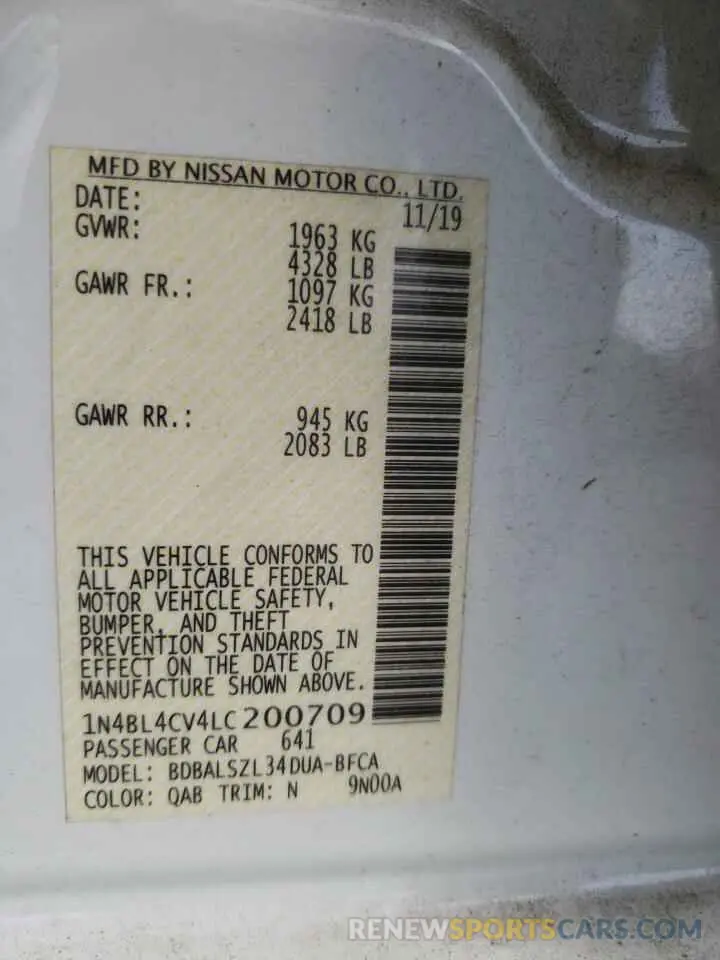 MFD BY NISSAN MOTOR CO., LTD.
DATE: 11/19
GVWR: 1963 KG
4328 LB
GAWR FR.: 1097 KG
2418 LB
GAWR RR.: 945 KG
2083 LB
THIS VEHICLE CONFORMS TO
ALL APPLICABLE FEDERAL
MOTOR VEHICLE SAFETY,
BUMPER, AND THEFT
PREVENTION STANDARDS IN
EFFECT ON THE DATE OF
MANUFACTURE SHOWN ABOVE.
1N4BL4CV4LC200709
PASSENGER CAR 641
MODEL: BDBALSZL34DUA-BFCA
COLOR: QAB TRIM: N 9N00A
RENEWSPORTSCARS.COM